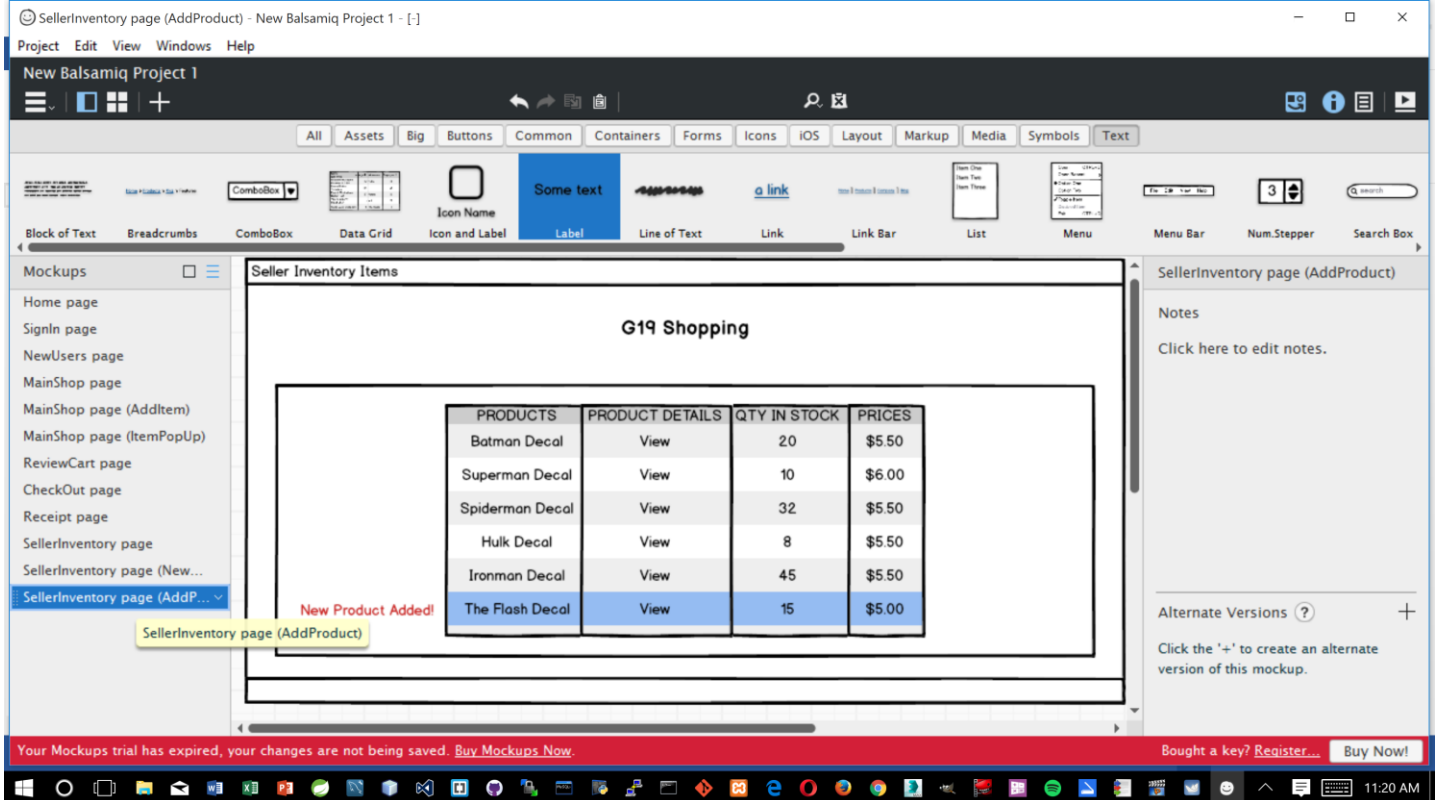 SellerInventory page (AddProduct) - New Balsamiq Project 1 - [-]
Project Edit View Windows Help
New Balsamiq Project 1
All Assets Big Buttons Common Containers Forms Icons iOS Layout Markup Media Symbols Text
ComboBox Some text a link Item One
Item Two
Item Three
3 search
Icon Name
Block of Text Breadcrumbs ComboBox Data Grid Icon and Label Label Line of Text Link Link Bar List Menu Menu Bar Num.Stepper Search Box
Mockups
Home page
SignIn page
NewUsers page
MainShop page
MainShop page (AddItem)
MainShop page (ItemPopUp)
ReviewCart page
CheckOut page
Receipt page
SellerInventory page
SellerInventory page (New...
SellerInventory page (AddP...
SellerInventory page (AddProduct)
Seller Inventory Items
G19 Shopping
PRODUCTS PRODUCT DETAILS QTY IN STOCK PRICES
Batman Decal View 20 $5.50
Superman Decal View 10 $6.00
Spiderman Decal View 32 $5.50
Hulk Decal View 8 $5.50
Ironman Decal View 45 $5.50
New Product Added! The Flash Decal View 15 $5.00
SellerInventory page (AddProduct)
Notes
Click here to edit notes.
Alternate Versions ?
Click the '+' to create an alternate
version of this mockup.
Your Mockups trial has expired, your changes are not being saved. Buy Mockups Now.
Bought a key? Register... Buy Now!
11:20 AM